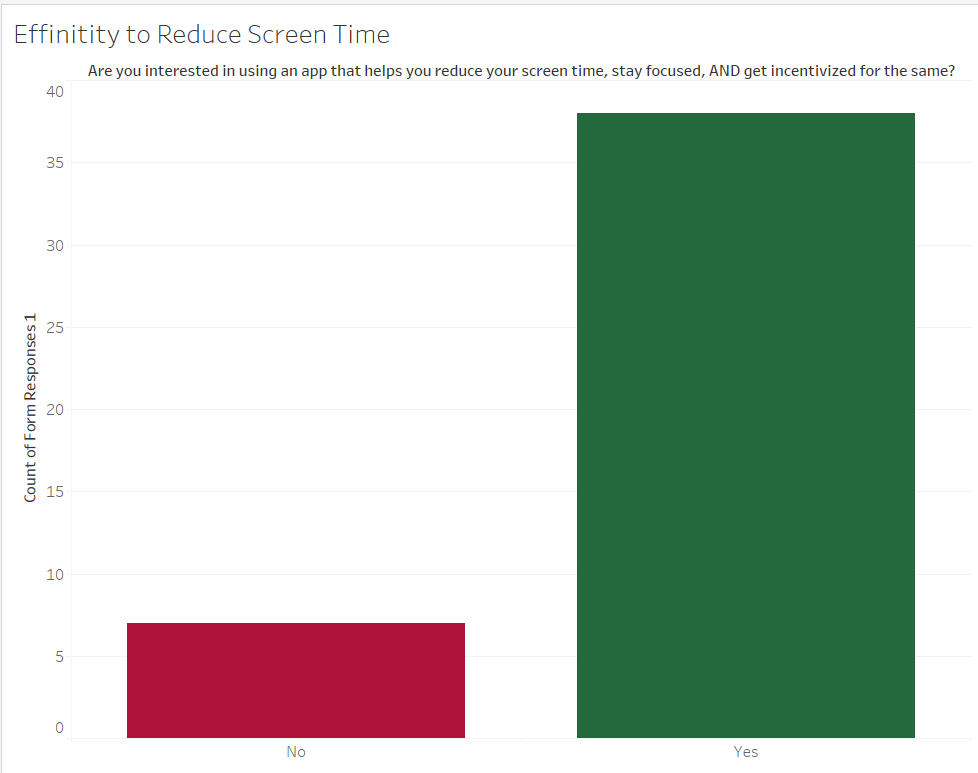 Effinitity to Reduce Screen Time
Are you interested in using an app that helps you reduce your screen time, stay focused, AND get incentivized for the same?
40
35
30
25
20
15
10
5
0
Count of Form Responses 1
No
Yes